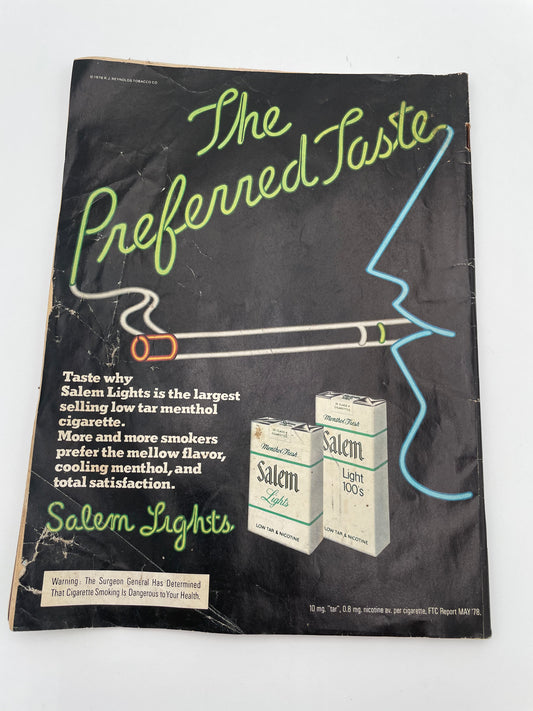 © 1978 R.J. REYNOLDS TOBACCO CO.
The
Preferred Taste
Taste why
Salem Lights is the largest
selling low tar menthol
cigarette.
More and more smokers
prefer the mellow flavor,
cooling menthol, and
total satisfaction.
Salem Lights.
Menthol Fresh
Salem
Lights
LOW TAR & NICOTINE
Menthol Fresh
Salem
Light
100's
LOW TAR & NICOTINE
Warning: The Surgeon General Has Determined
That Cigarette Smoking Is Dangerous to Your Health.
10 mg. "tar", 0.8 mg. nicotine av. per cigarette, FTC Report MAY '78.